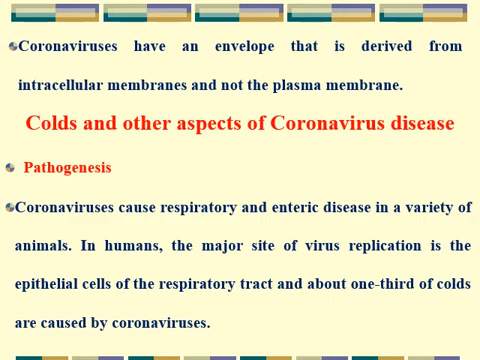 Coronaviruses have an envelope that is derived from
intracellular membranes and not the plasma membrane.
Colds and other aspects of Coronavirus disease
Pathogenesis
Coronaviruses cause respiratory and enteric disease in a variety of
animals. In humans, the major site of virus replication is the
epithelial cells of the respiratory tract and about one-third of colds
are caused by coronaviruses.